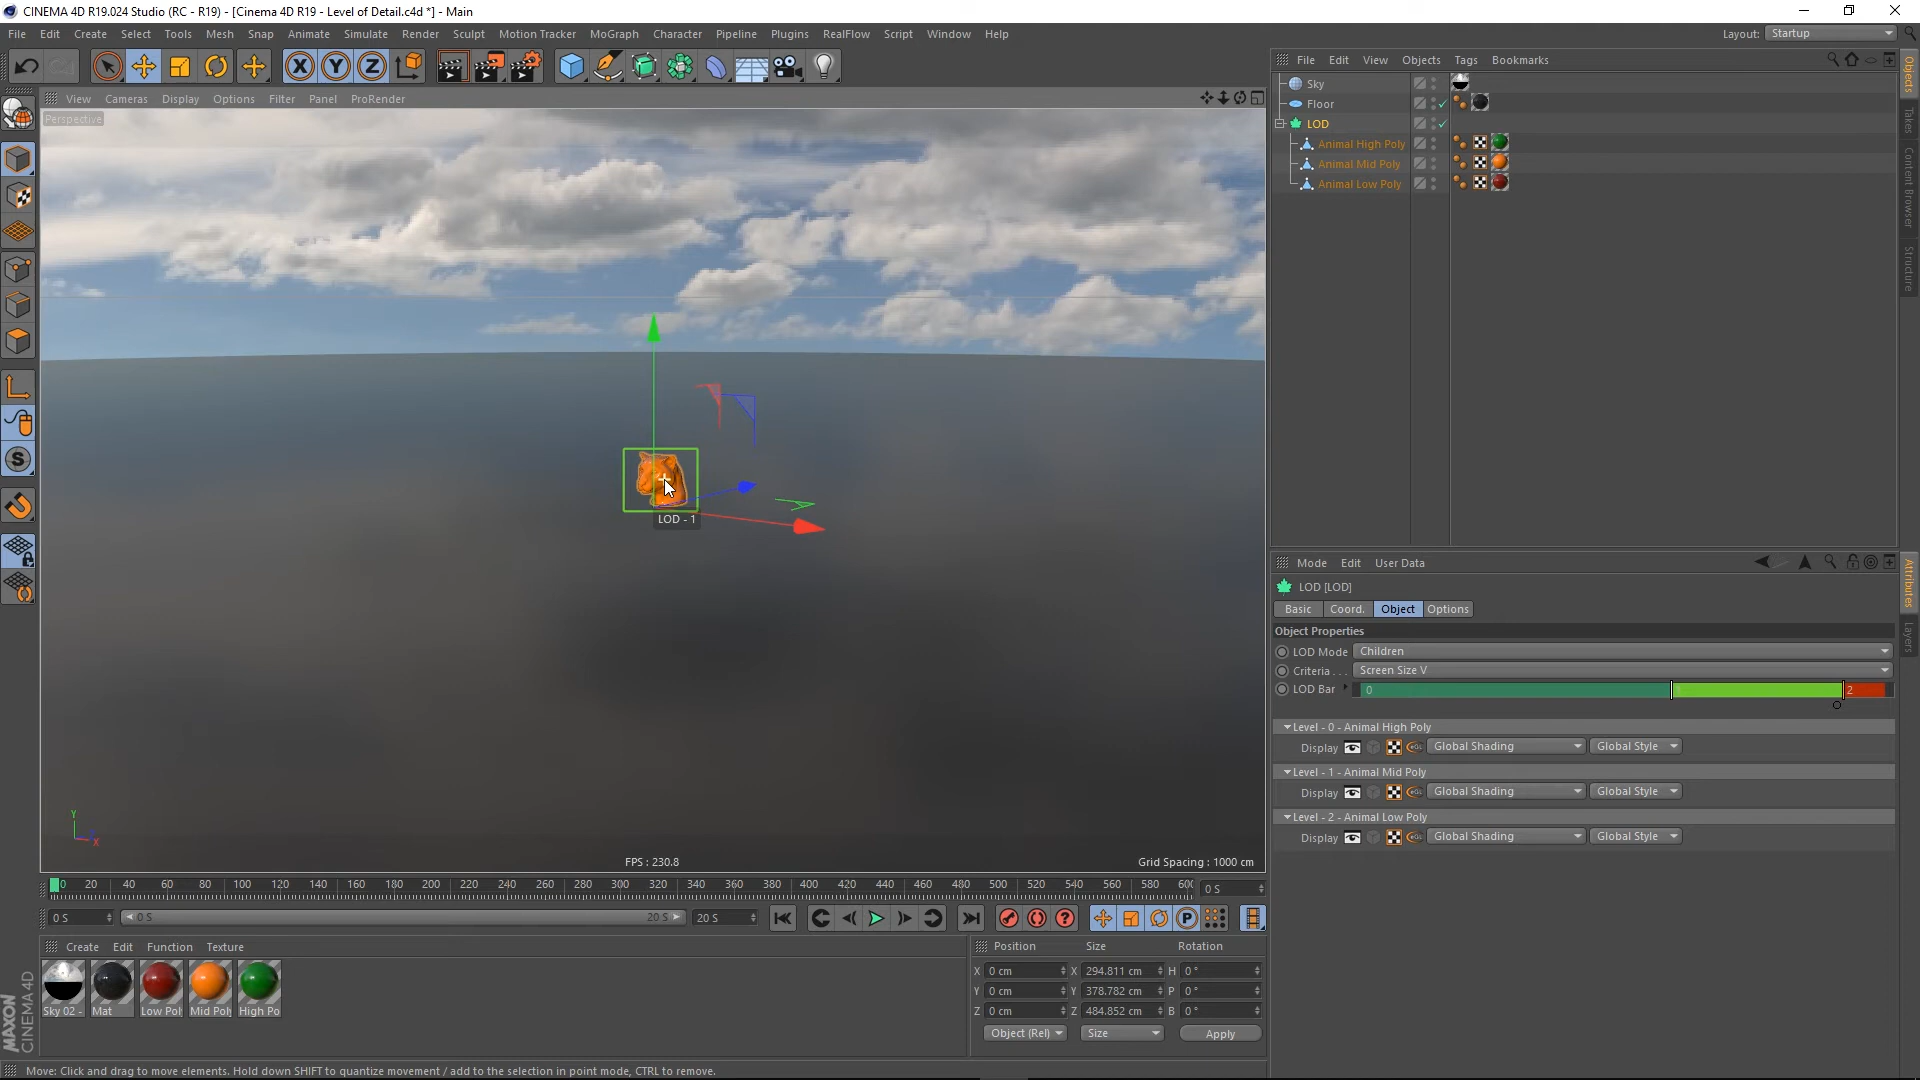 CINEMA 4D R19.024 Studio (RC - R19) - [Cinema 4D R19 - Level of Detail.c4d *] - Main
File Edit Create Select Tools Mesh Snap Animate Simulate Render Sculpt Motion Tracker MoGraph Character Pipeline Plugins RealFlow Script Window Help
Layout: Startup
File Edit View Objects Tags Bookmarks
Sky
Floor
LOD
Animal High Poly
Animal Mid Poly
Animal Low Poly
Objects
Takes
Content Browser
Structure
View Cameras Display Options Filter Panel ProRender
Perspective
LOD - 1
Y
X
FPS : 230.8
Grid Spacing : 1000 cm
Mode Edit User Data
LOD [LOD]
Basic Coord. Object Options
Object Properties
LOD Mode Children
Criteria . . . Screen Size V
LOD Bar 0 2
Level - 0 - Animal High Poly
Display Global Shading Global Style
Level - 1 - Animal Mid Poly
Display Global Shading Global Style
Level - 2 - Animal Low Poly
Display Global Shading Global Style
Attributes
Layers
0 20 40 60 80 100 120 140 160 180 200 220 240 260 280 300 320 340 360 380 400 420 440 460 480 500 520 540 560 580 60
0 S
0 S 0 S 20 S 20 S
Create Edit Function Texture
Sky 02 - Mat Low Pol Mid Pol High Po
Position Size Rotation
X 0 cm X 294.811 cm H 0 °
Y 0 cm Y 378.782 cm P 0 °
Z 0 cm Z 484.852 cm B 0 °
Object (Rel) Size Apply
MAXON
CINEMA 4D
Move: Click and drag to move elements. Hold down SHIFT to quantize movement / add to the selection in point mode, CTRL to remove.